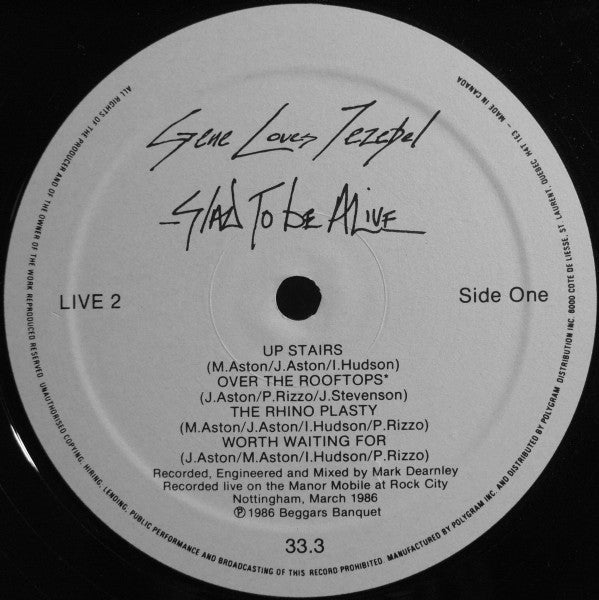 Gene Loves Jezebel
Glad To be Alive
LIVE 2
Side One
UP STAIRS
(M.Aston/J.Aston/I.Hudson)
OVER THE ROOFTOPS*
(J.Aston/P.Rizzo/J.Stevenson)
THE RHINO PLASTY
(M.Aston/J.Aston/I.Hudson/P.Rizzo)
WORTH WAITING FOR
(J.Aston/M.Aston/I.Hudson/P.Rizzo)
Recorded, Engineered and Mixed by Mark Dearnley
Recorded live on the Manor Mobile at Rock City
Nottingham, March 1986
℗1986 Beggars Banquet
33.3
ALL RIGHTS OF THE PRODUCER AND OF THE OWNER OF THE WORK REPRODUCED RESERVED. UNAUTHORISED COPYING, HIRING, LENDING, PUBLIC PERFORMANCE AND BROADCASTING OF THIS RECORD PROHIBITED. MANUFACTURED BY POLYGRAM INC. AND DISTRIBUTED BY POLYGRAM DISTRIBUTION INC. 6000 COTE DE LIESSE, ST LAURENT, QUEBEC H4T 1E3 – MADE IN CANADA